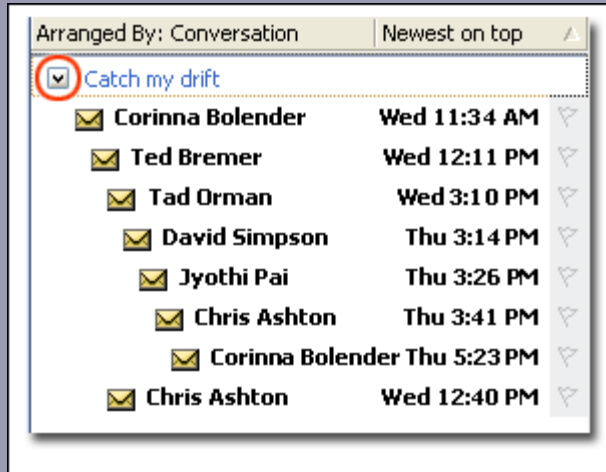 Arranged By: Conversation Newest on top
Catch my drift
Corinna Bolender Wed 11:34 AM
Ted Bremer Wed 12:11 PM
Tad Orman Wed 3:10 PM
David Simpson Thu 3:14 PM
Jyothi Pai Thu 3:26 PM
Chris Ashton Thu 3:41 PM
Corinna Bolender Thu 5:23 PM
Chris Ashton Wed 12:40 PM